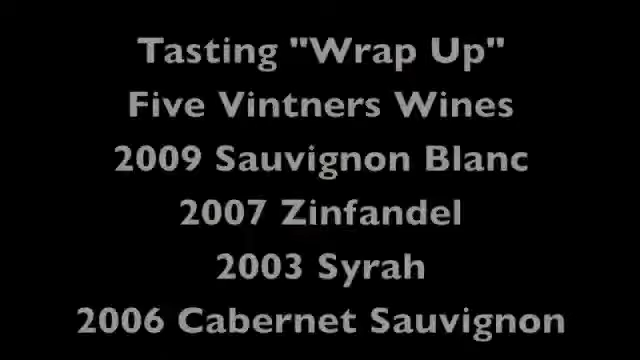 Tasting "Wrap Up"
Five Vintners Wines
2009 Sauvignon Blanc
2007 Zinfandel
2003 Syrah
2006 Cabernet Sauvignon